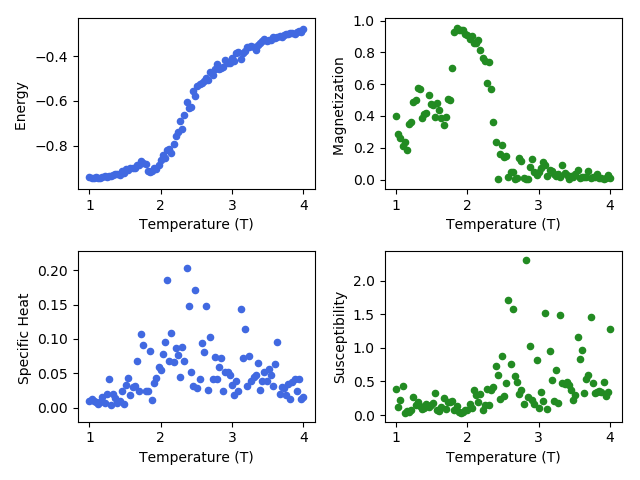 Energy
−0.4
−0.6
−0.8
1 2 3 4
Temperature (T)
Magnetization
1.0
0.8
0.6
0.4
0.2
0.0
1 2 3 4
Temperature (T)
Specific Heat
0.20
0.15
0.10
0.05
0.00
1 2 3 4
Temperature (T)
Susceptibility
2.0
1.5
1.0
0.5
0.0
1 2 3 4
Temperature (T)